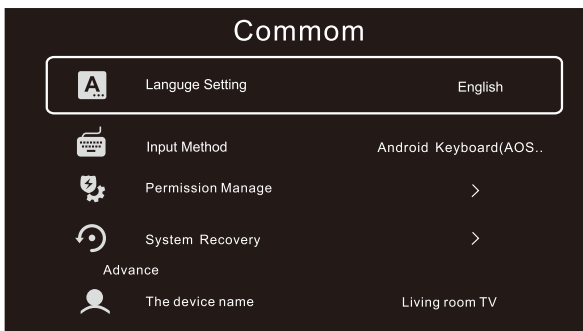 Commom
Languge Setting English
Input Method Android Keyboard(AOS..
Permission Manage >
System Recovery >
Advance
The device name Living room TV